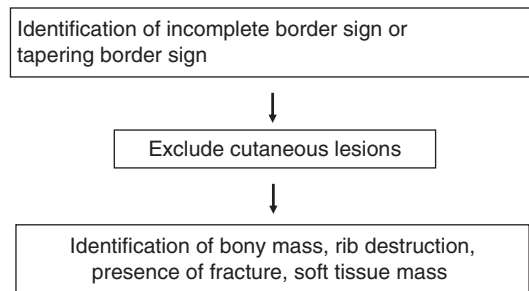 Identification of incomplete border sign or
tapering border sign
Exclude cutaneous lesions
Identification of bony mass, rib destruction,
presence of fracture, soft tissue mass